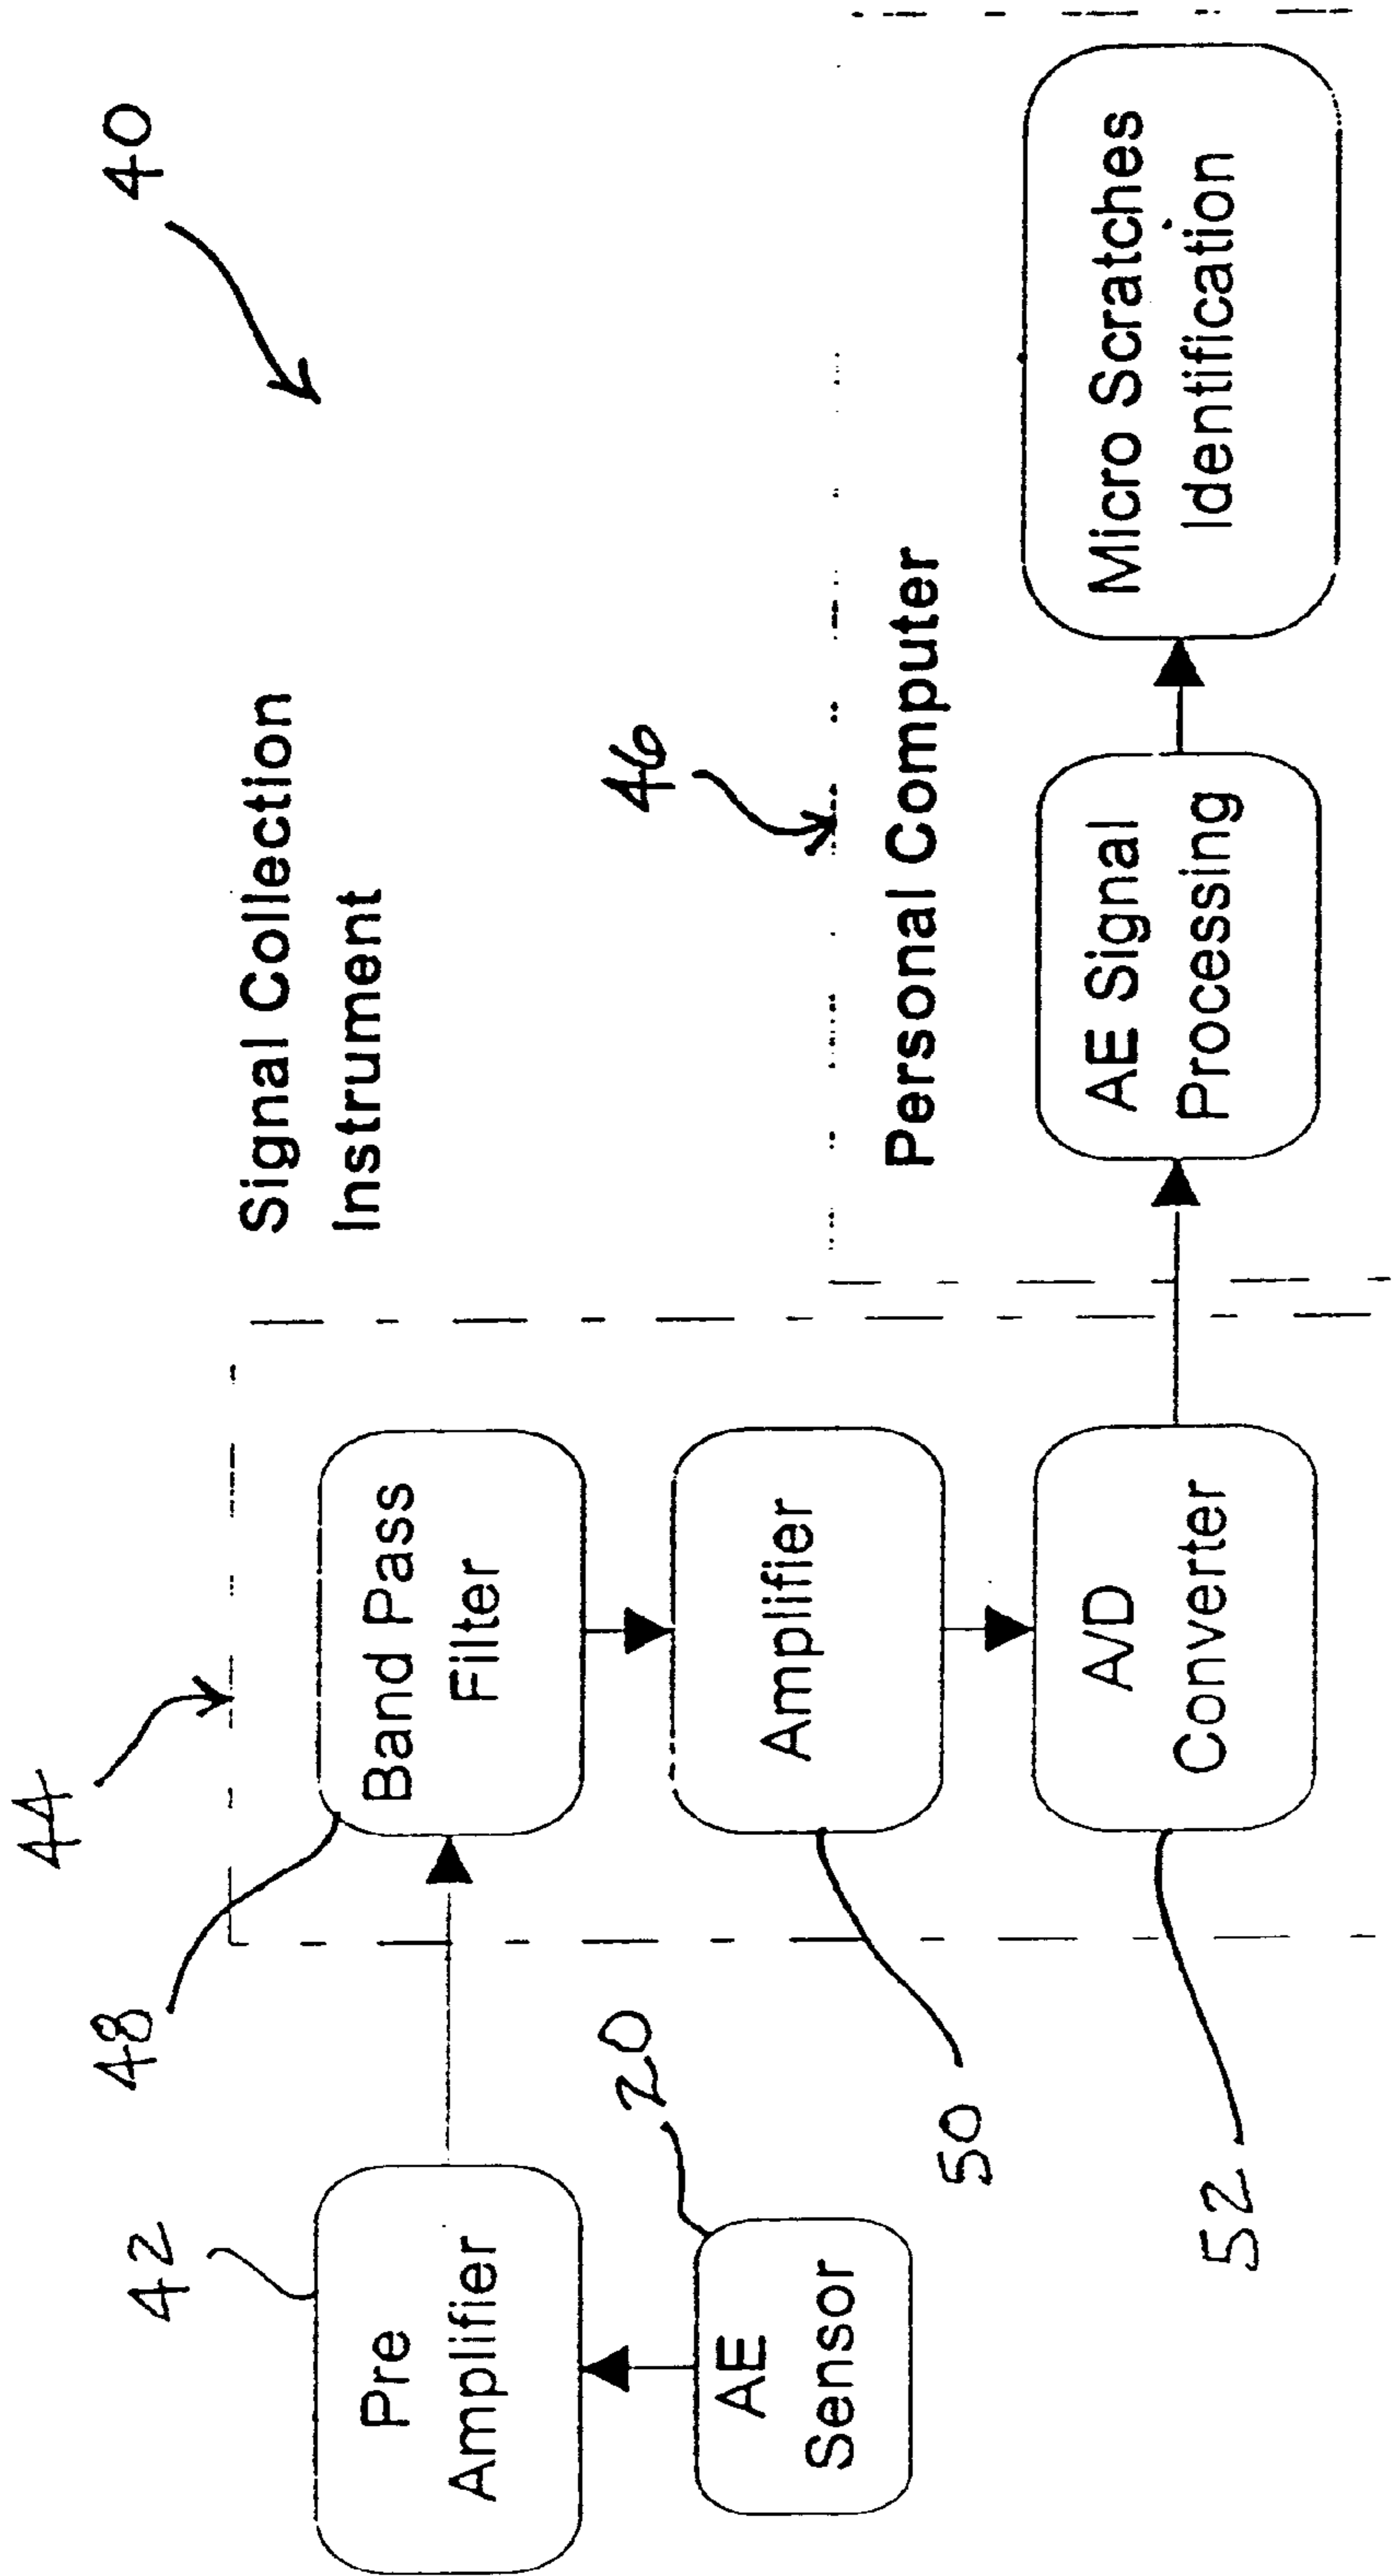 40
Signal Collection
Instrument
44
46
Personal Computer
48
Band Pass
Filter
42
Pre
Amplifier
20
AE
Sensor
50
Amplifier
52
A/D
Converter
AE Signal
Processing
Micro Scratches
Identification